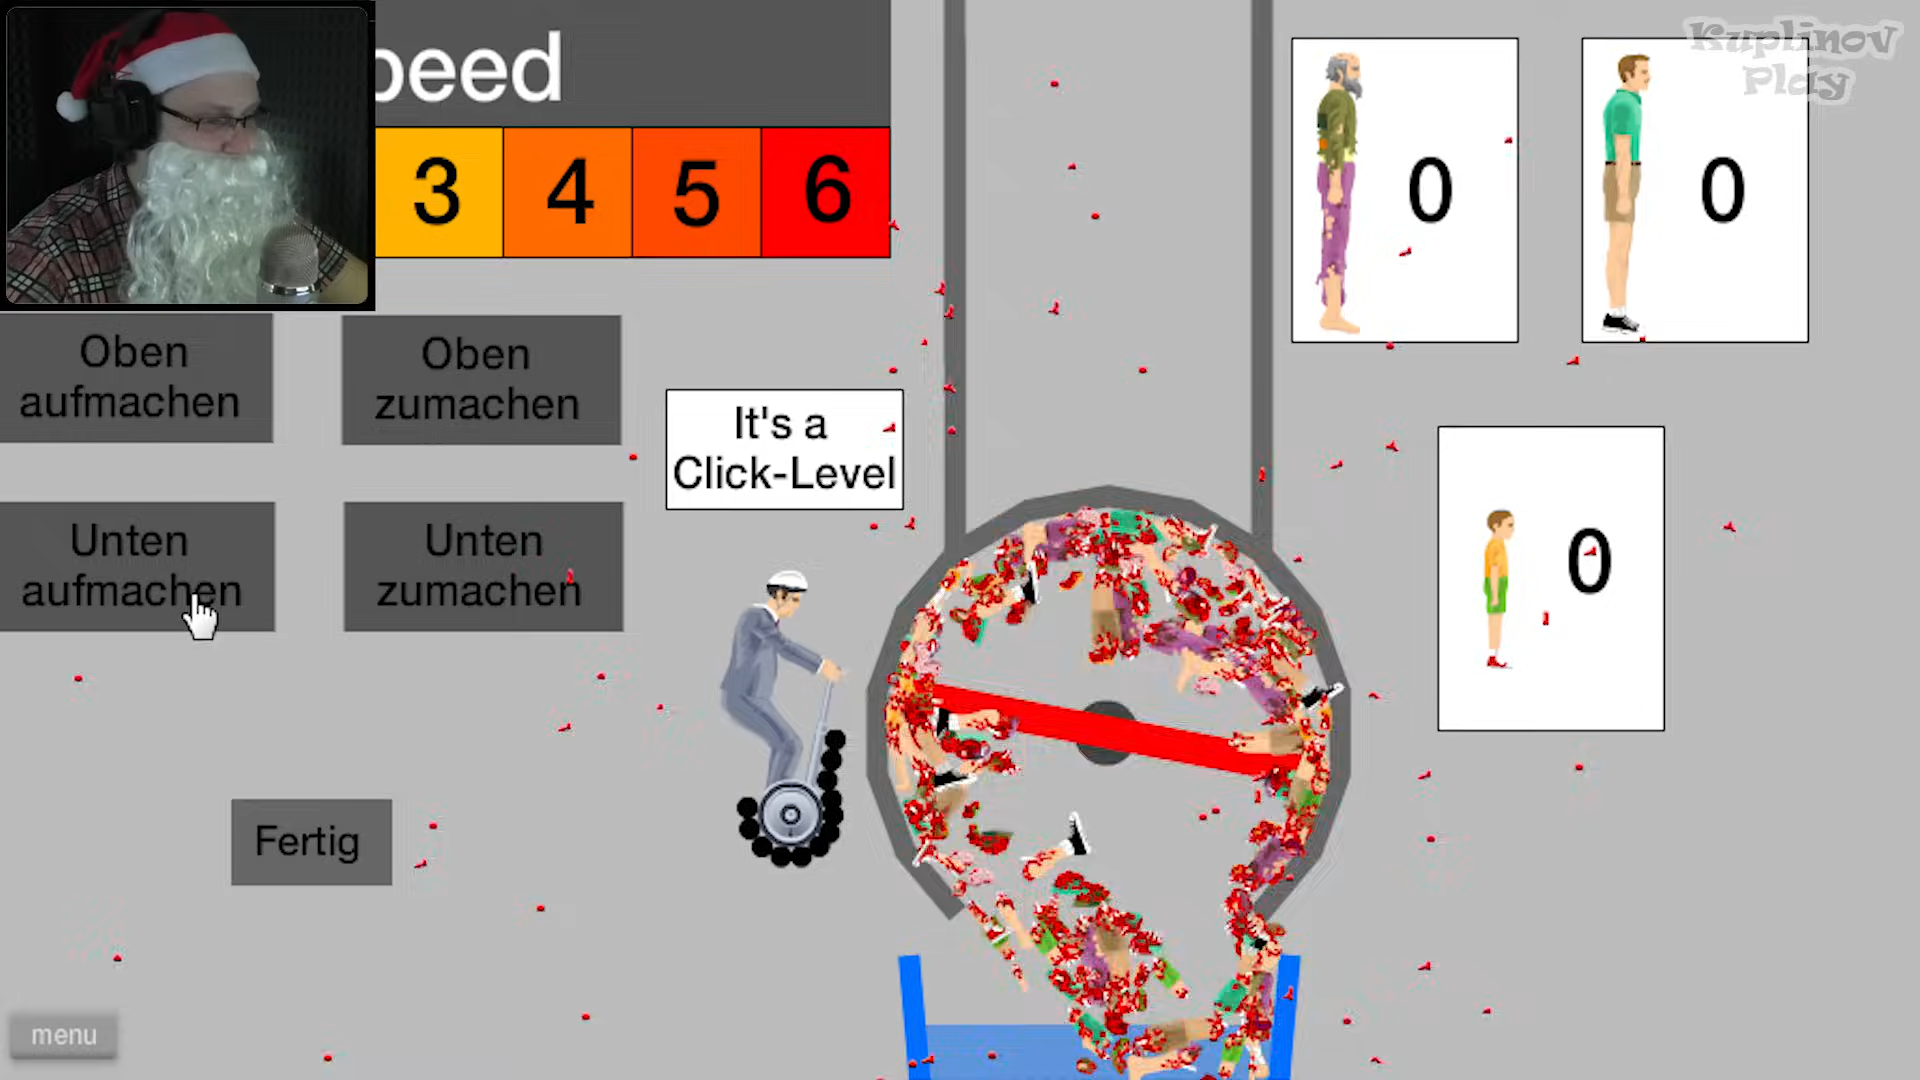 Kuplinov
Play
peed
3 4 5 6
0
0
Oben
aufmachen
Oben
zumachen
It's a
Click-Level
Unten
aufmachen
Unten
zumachen
0
Fertig
menu